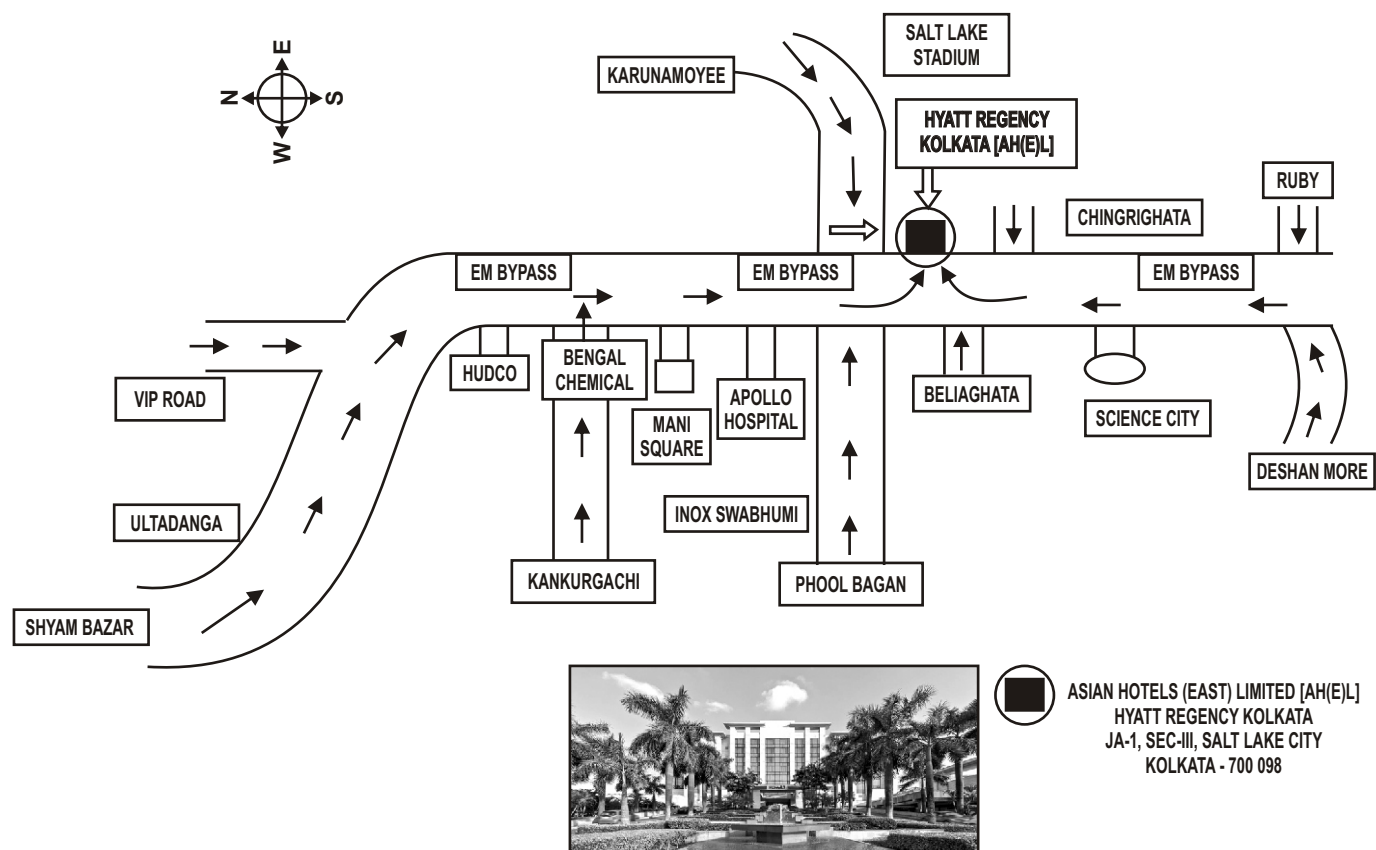 E
N
S
W
SALT LAKE
STADIUM
KARUNAMOYEE
HYATT REGENCY
KOLKATA [AH(E)L]
RUBY
CHINGRIGHATA
EM BYPASS
EM BYPASS
EM BYPASS
VIP ROAD
HUDCO
BENGAL
CHEMICAL
MANI
SQUARE
APOLLO
HOSPITAL
BELIAGHATA
SCIENCE CITY
DESHAN MORE
ULTADANGA
INOX SWABHUMI
KANKURGACHI
PHOOL BAGAN
SHYAM BAZAR
ASIAN HOTELS (EAST) LIMITED [AH(E)L]
HYATT REGENCY KOLKATA
JA-1, SEC-III, SALT LAKE CITY
KOLKATA - 700 098